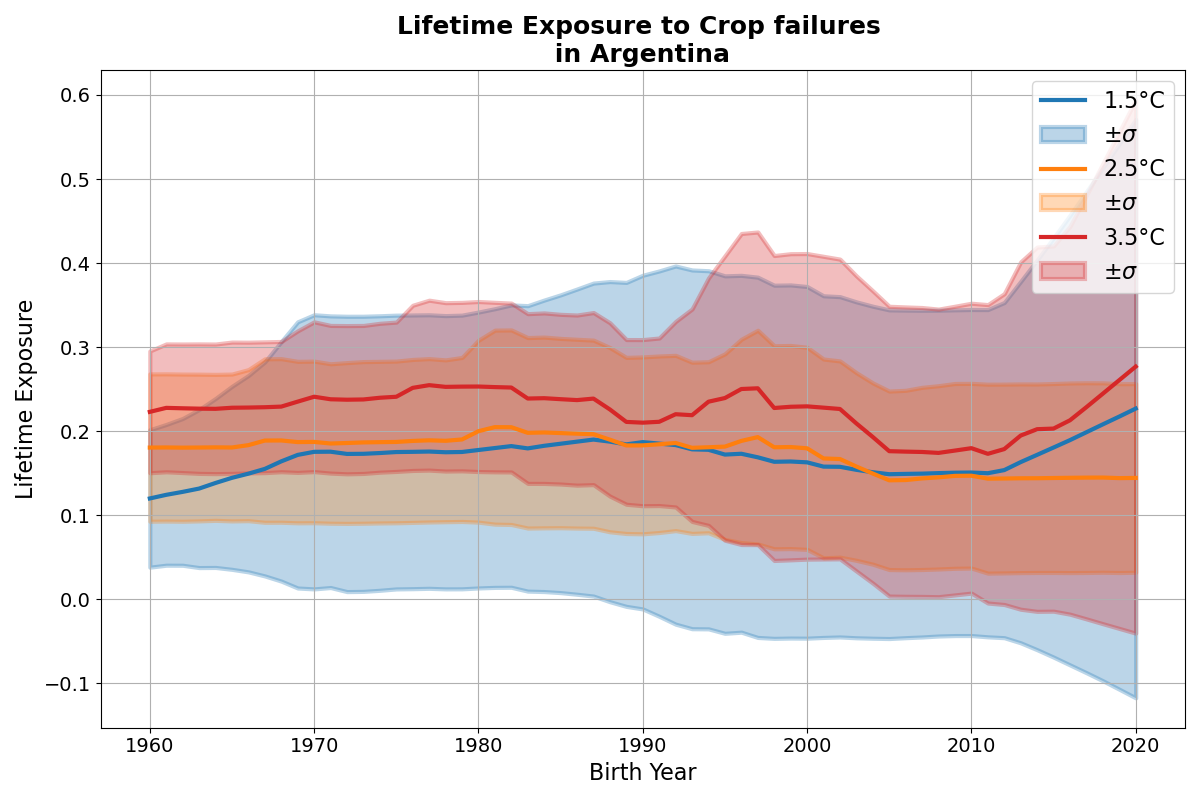 Lifetime Exposure to Crop failures
in Argentina
0.6
0.5
0.4
0.3
0.2
0.1
0.0
−0.1
Lifetime Exposure
1960 1970 1980 1990 2000 2010 2020
Birth Year
1.5°C
±σ
2.5°C
±σ
3.5°C
±σ